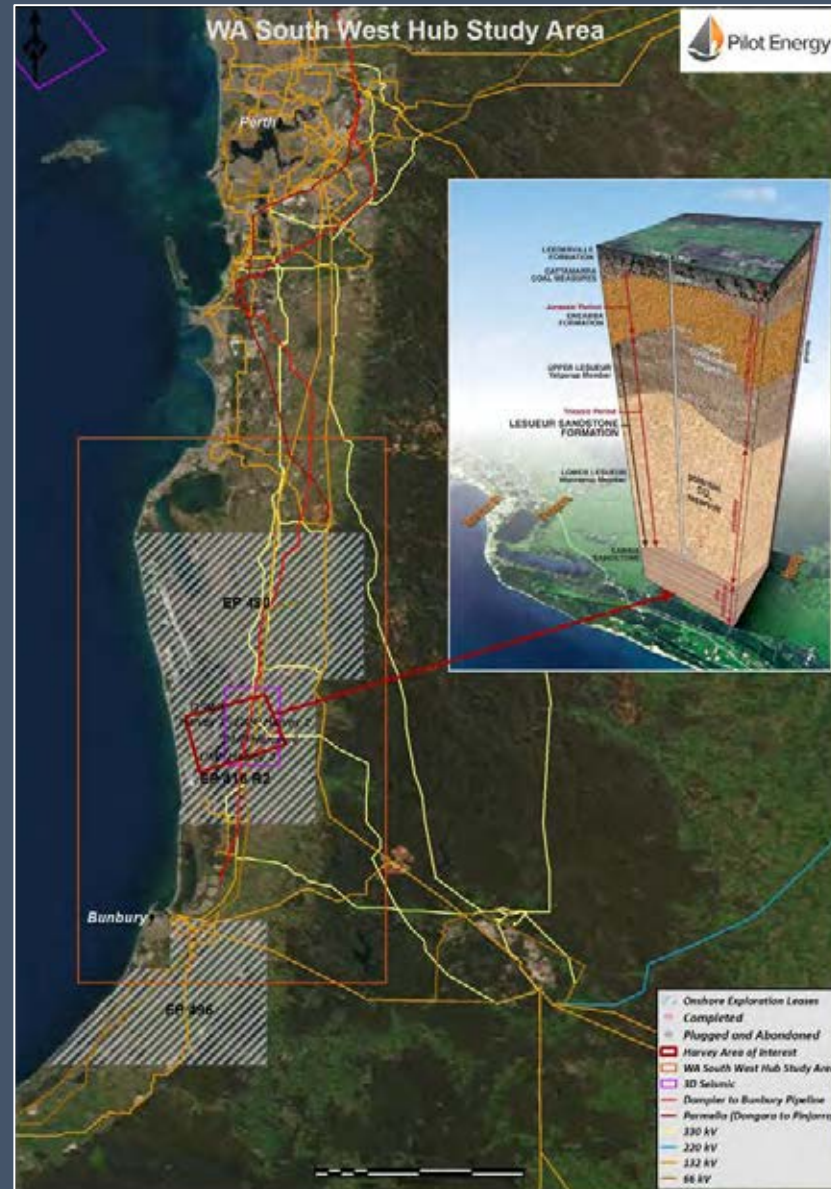 WA South West Hub Study Area
Pilot Energy
Perth
LEEDERVILLE
FORMATION
CATTAMARRA
COAL MEASURES
Jurassic Period
ENEABBA
FORMATION
UPPER LESUEUR
Yalgorup Member
Triassic Period
LESUEUR SANDSTONE
FORMATION
LOWER LESUEUR
Wonnerup Member
SABINA
SANDSTONE
EP 480
EP 416 R2
Bunbury
EP 496
Onshore Exploration Leases
Completed
Plugged and Abandoned
Harvey Area of Interest
WA South West Hub Study Area
3D Seismic
Dampier to Bunbury Pipeline
Parmelia (Dongara to Pinjarra)
330 kV
220 kV
132 kV
66 kV